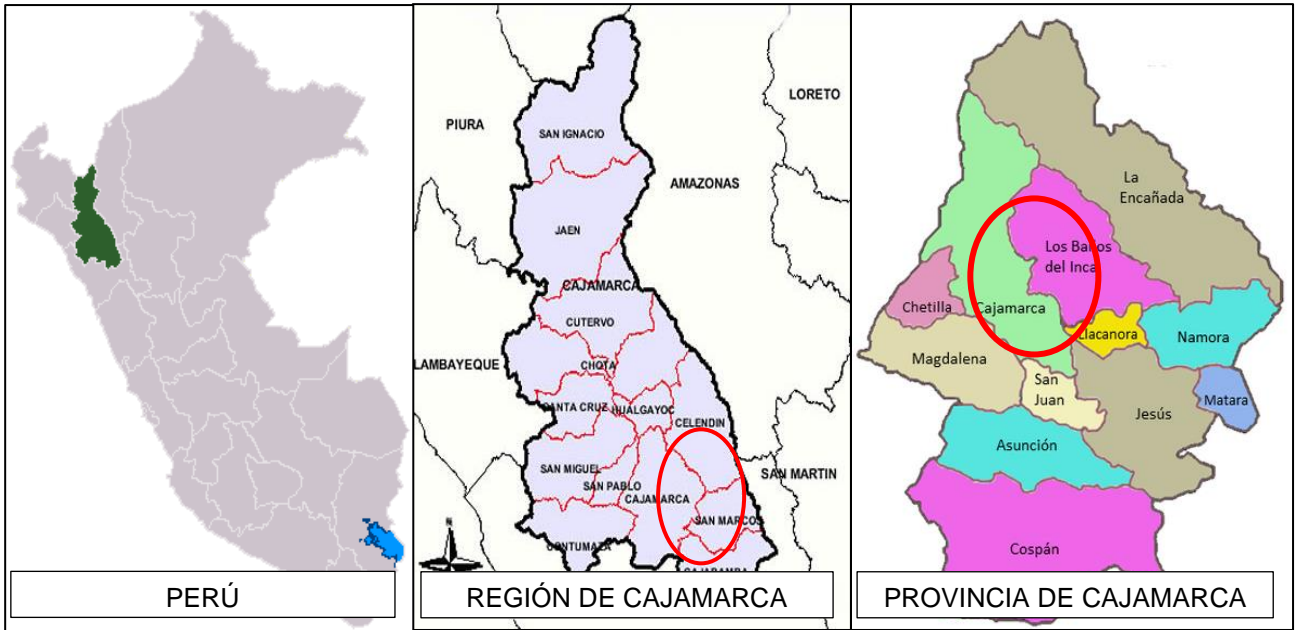 PERÚ
LORETO
PIURA
SAN IGNACIO
AMAZONAS
JAEN
CAJAMARCA
CUTERVO
LAMBAYEQUE
CHOTA
SANTA CRUZ
HUALGAYOC
CELENDIN
SAN MIGUEL
SAN PABLO
CAJAMARCA
SAN MARTIN
SAN MARCOS
N
CONTUMAZA
CAJABAMBA
REGIÓN DE CAJAMARCA
La
Encañada
Los Baños
del Inca
Chetilla
Cajamarca
Llacanora
Namora
Magdalena
San
Juan
Jesús
Matara
Asunción
Cospán
PROVINCIA DE CAJAMARCA